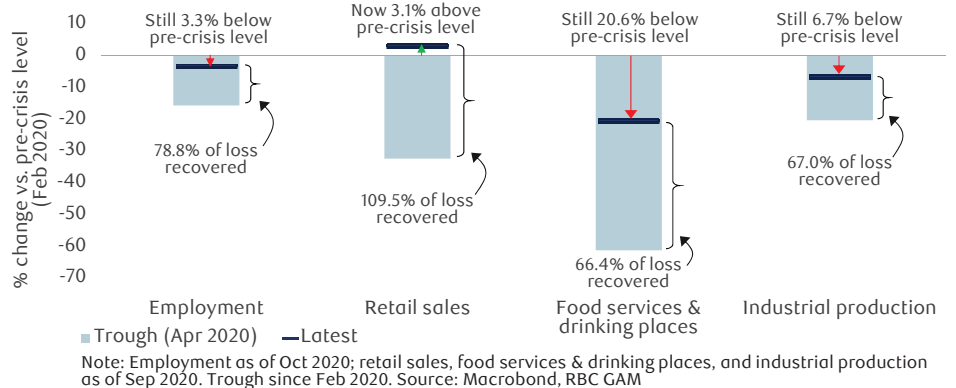 Still 3.3% below
pre-crisis level
Now 3.1% above
pre-crisis level
Still 20.6% below
pre-crisis level
Still 6.7% below
pre-crisis level
% change vs. pre-crisis level
(Feb 2020)
10
0
-10
-20
-30
-40
-50
-60
-70
78.8% of loss
recovered
109.5% of loss
recovered
66.4% of loss
recovered
67.0% of loss
recovered
Employment
Retail sales
Food services &
drinking places
Industrial production
Trough (Apr 2020)
Latest
Note: Employment as of Oct 2020; retail sales, food services & drinking places, and industrial production
as of Sep 2020. Trough since Feb 2020. Source: Macrobond, RBC GAM